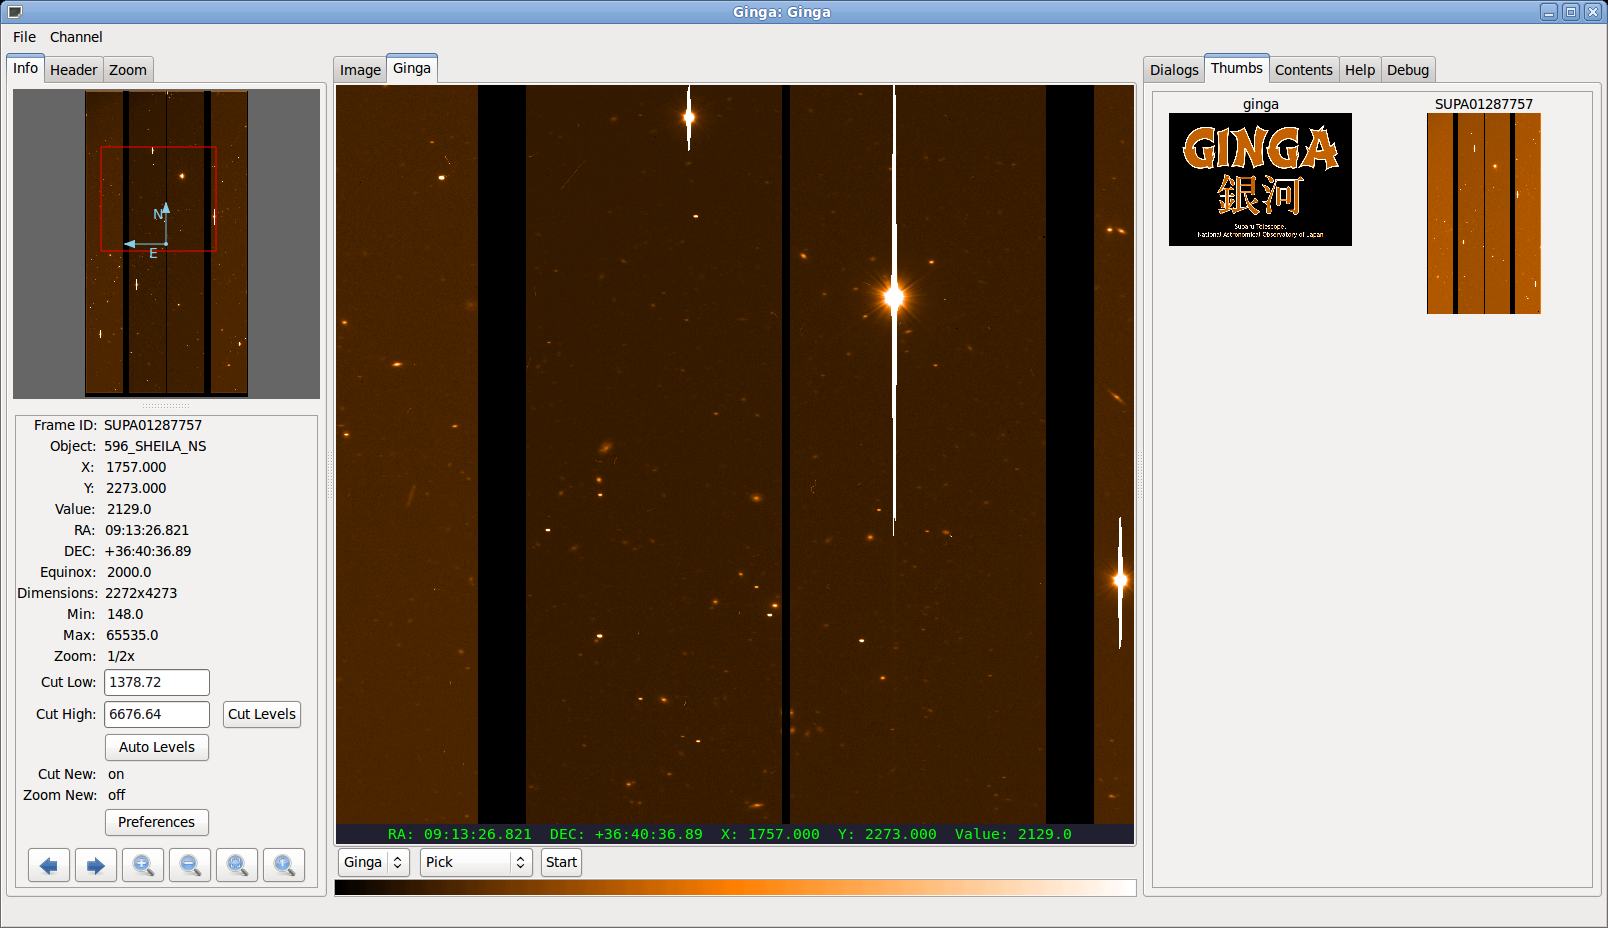 Ginga: Ginga
File Channel
Info Header Zoom
N
E
Frame ID: SUPA01287757
Object: 596_SHEILA_NS
X: 1757.000
Y: 2273.000
Value: 2129.0
RA: 09:13:26.821
DEC: +36:40:36.89
Equinox: 2000.0
Dimensions: 2272x4273
Min: 148.0
Max: 65535.0
Zoom: 1/2x
Cut Low: 1378.72
Cut High: 6676.64 Cut Levels
Auto Levels
Cut New: on
Zoom New: off
Preferences
Image Ginga
RA: 09:13:26.821 DEC: +36:40:36.89 X: 1757.000 Y: 2273.000 Value: 2129.0
Ginga Pick Start
Dialogs Thumbs Contents Help Debug
ginga
GINGA
銀河
Subaru Telescope,
National Astronomical Observatory of Japan
SUPA01287757